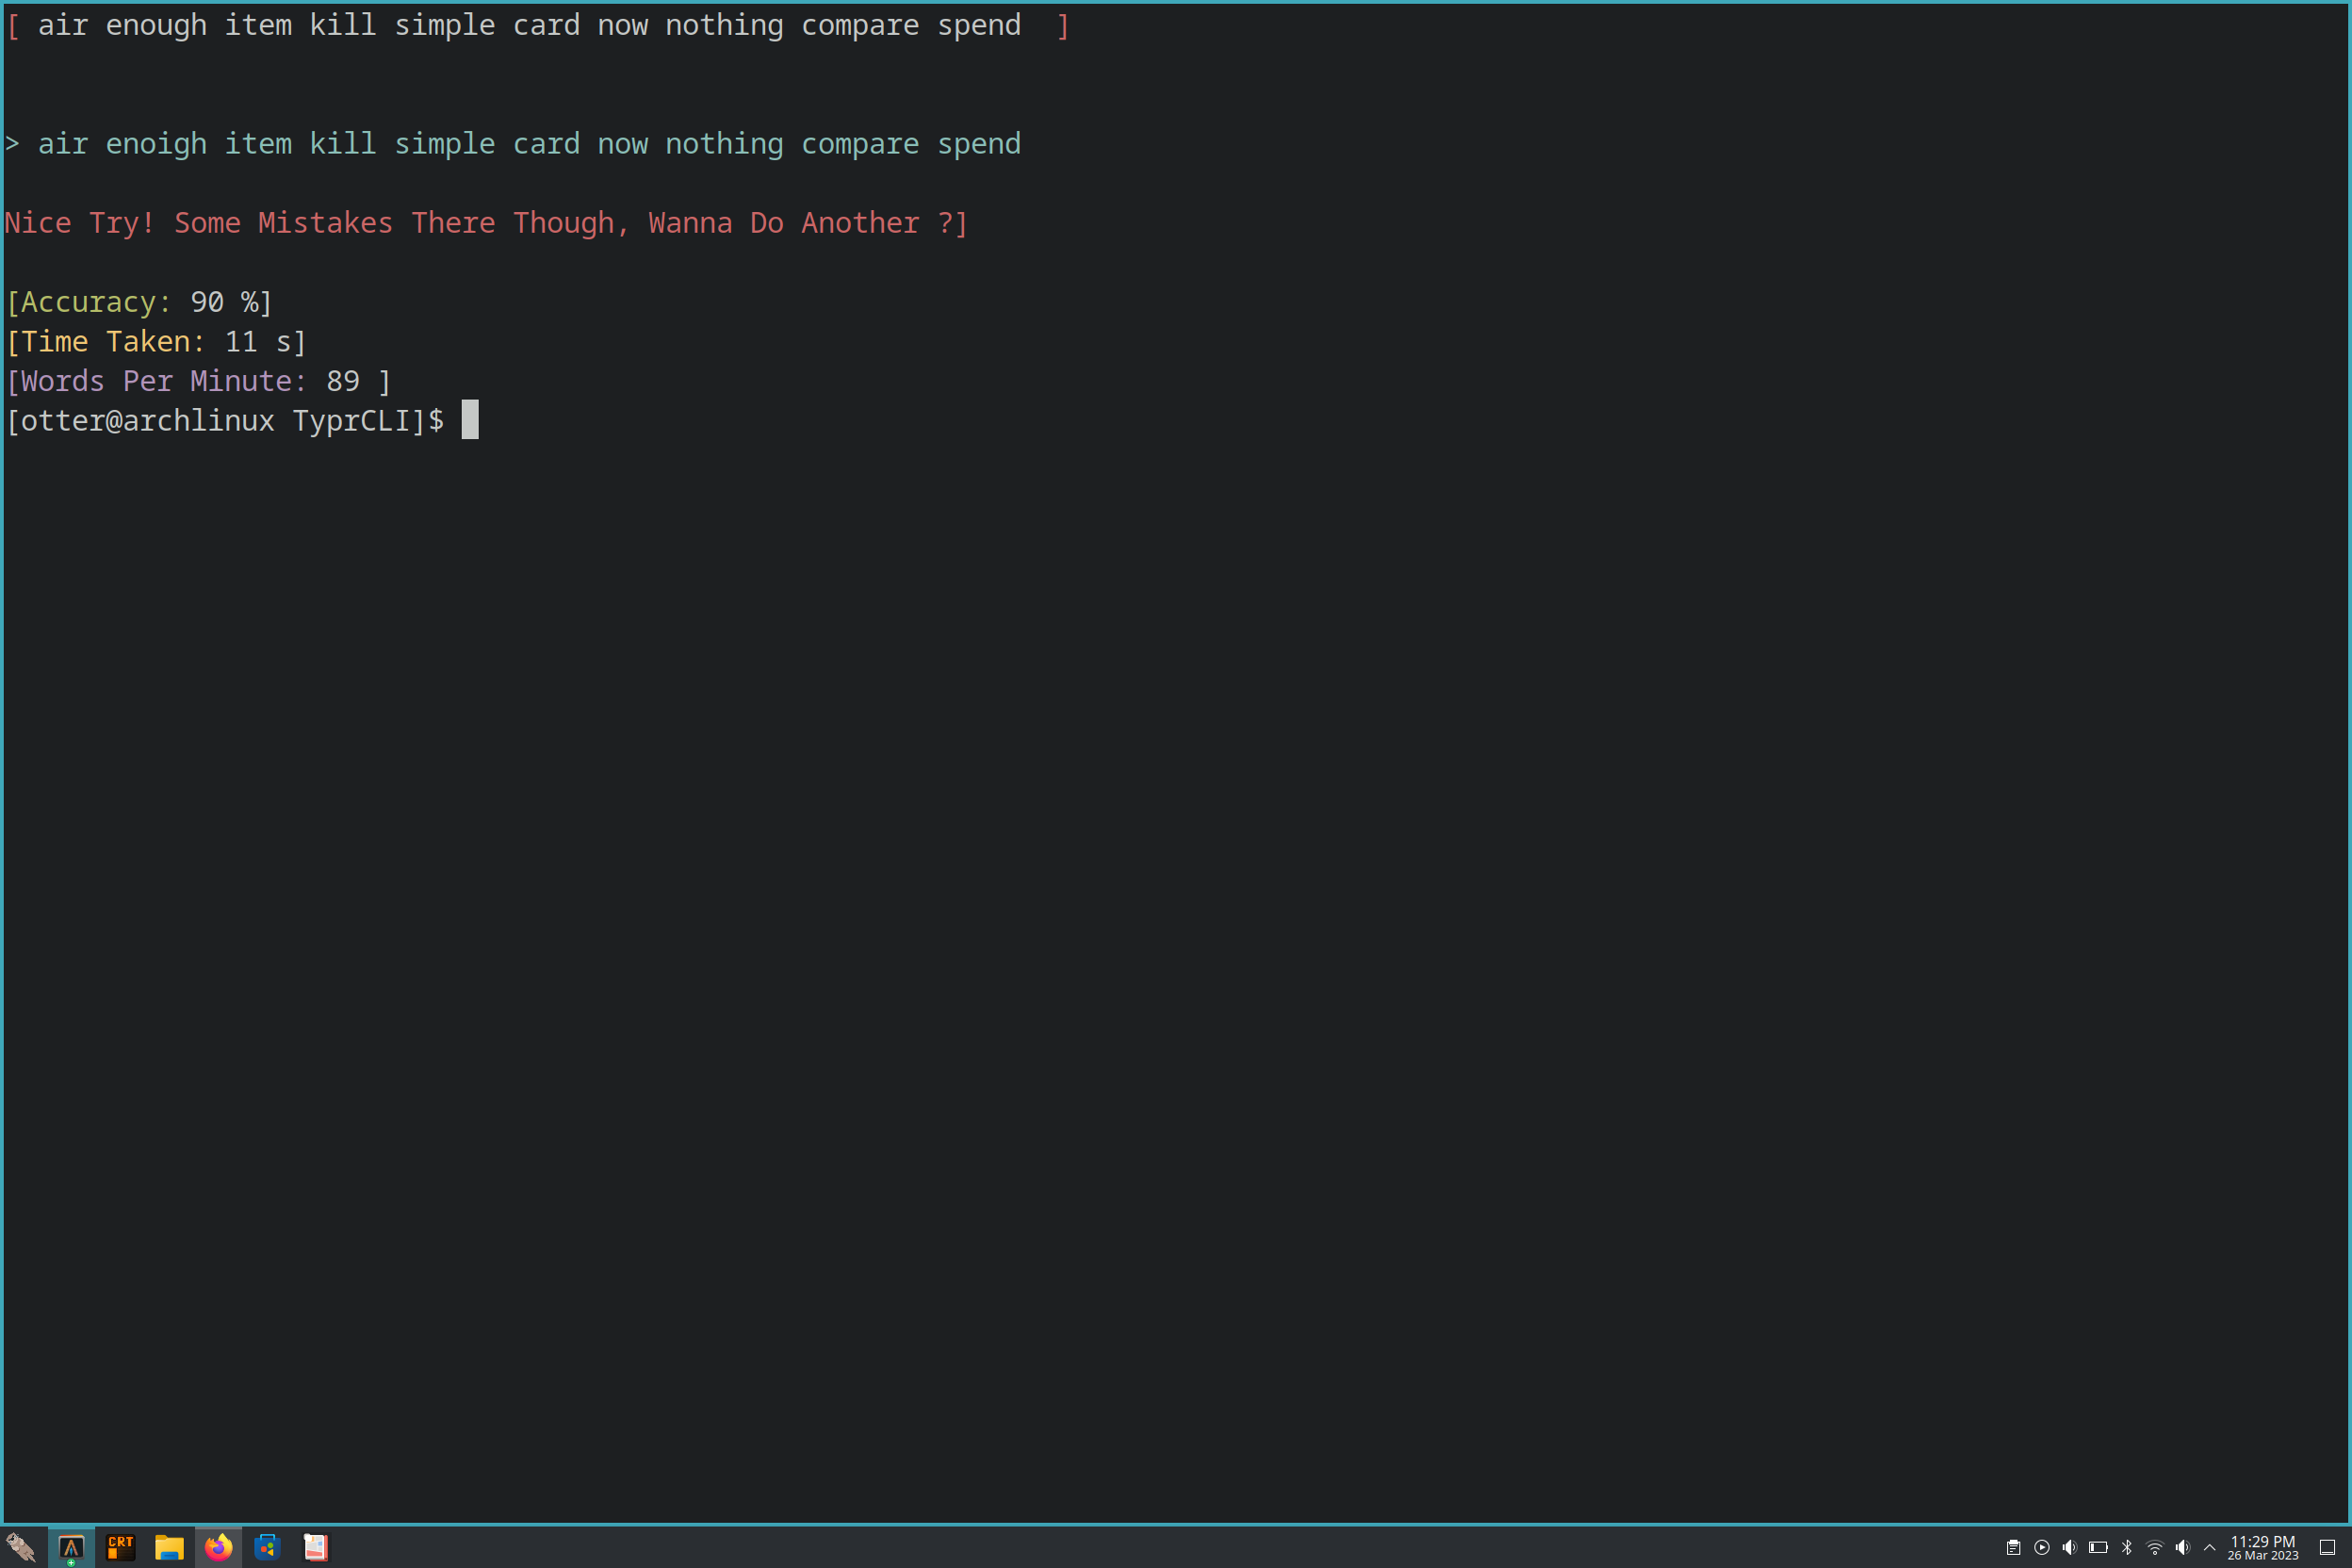 [ air enough item kill simple card now nothing compare spend  ]
> air enoigh item kill simple card now nothing compare spend
Nice Try! Some Mistakes There Though, Wanna Do Another ?]
[Accuracy: 90 %]
[Time Taken: 11 s]
[Words Per Minute: 89 ]
[otter@archlinux TyprCLI]$
CRT
11:29 PM
26 Mar 2023